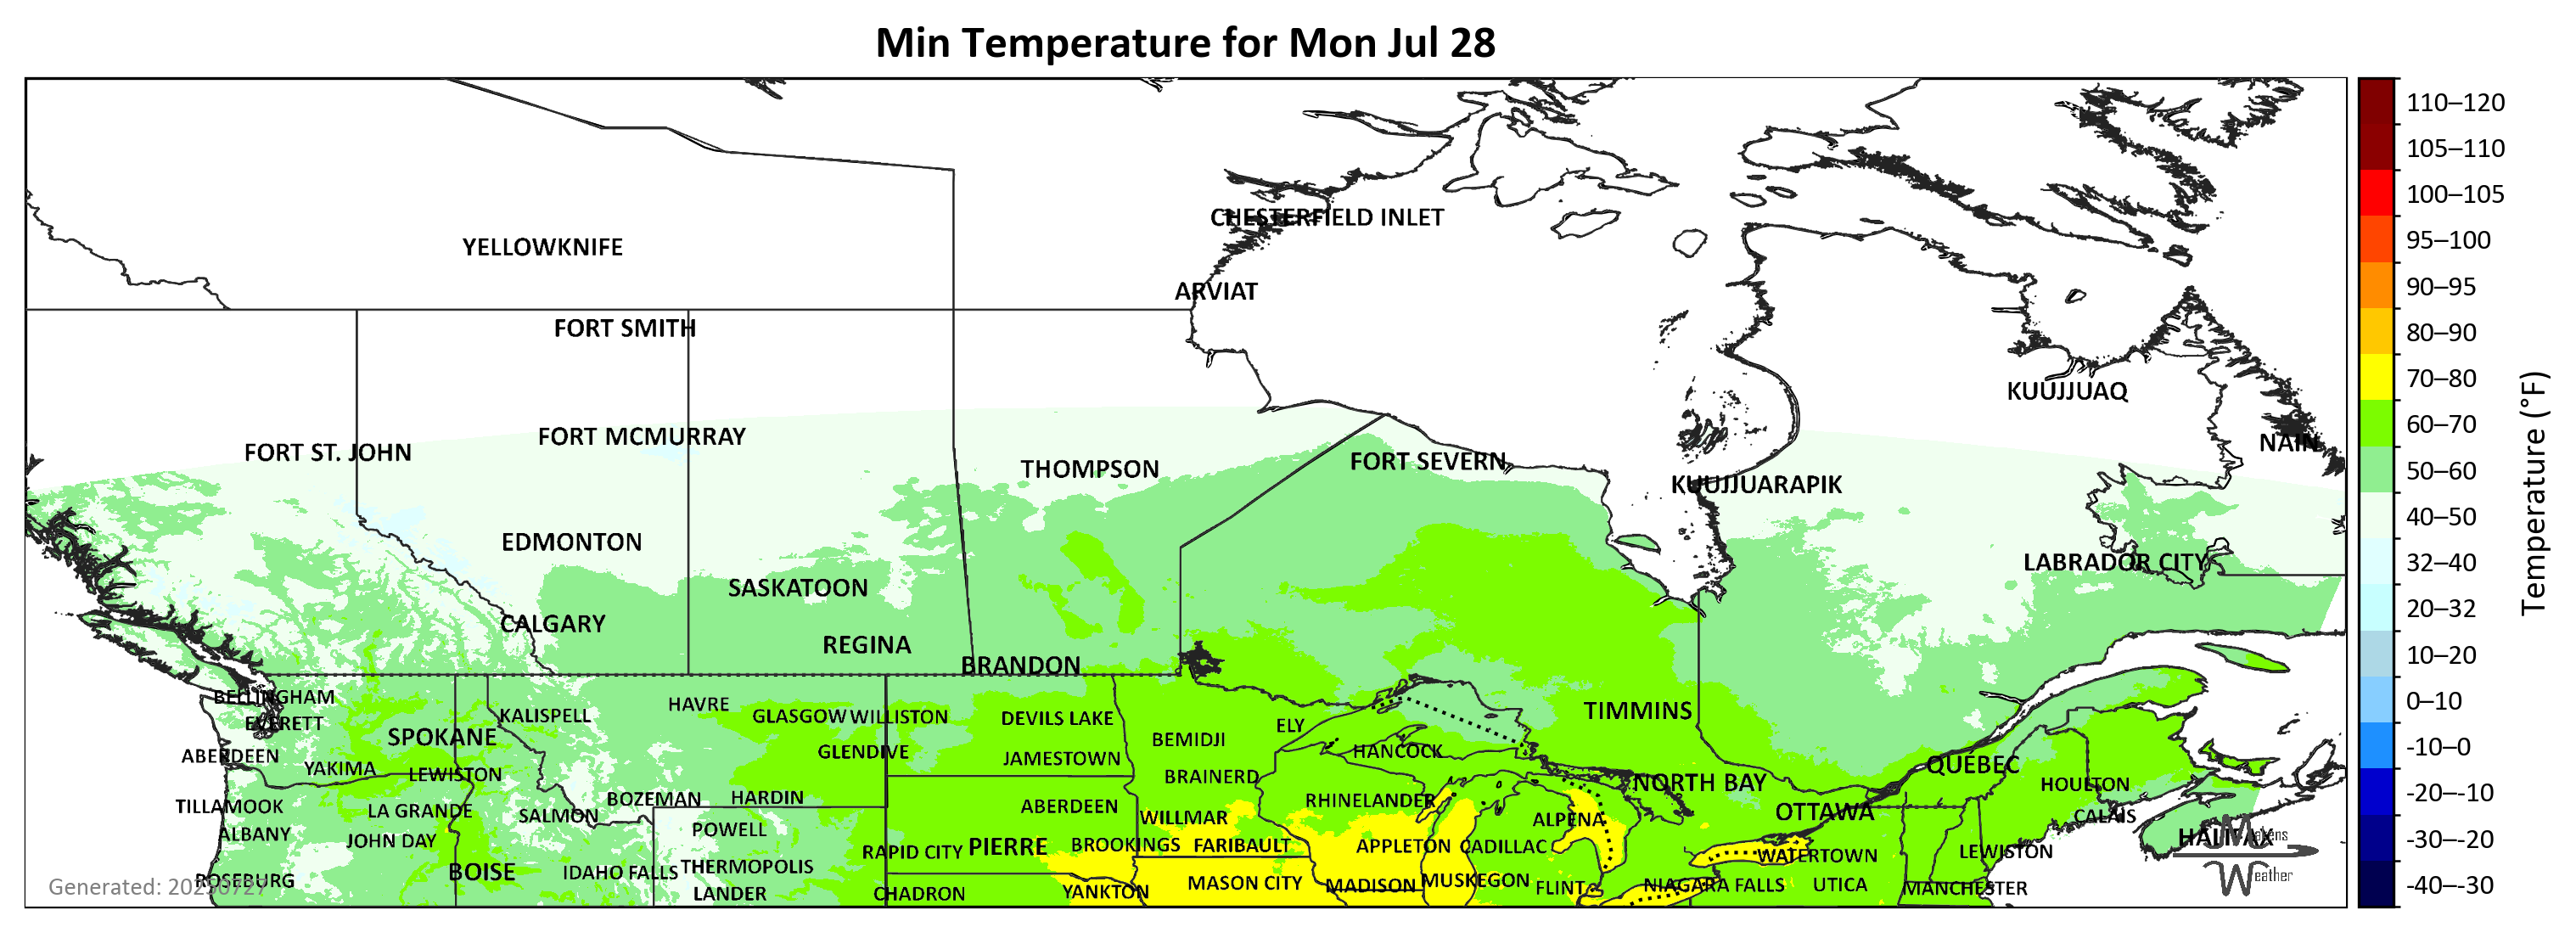 Min Temperature for Mon Jul 28
110–120
105–110
100–105
95–100
90–95
80–90
70–80
60–70
50–60
40–50
32–40
20–32
10–20
0–10
-10–0
-20–-10
-30–-20
-40–-30
Temperature (°F)
CHESTERFIELD INLET
YELLOWKNIFE
ARVIAT
FORT SMITH
KUUJJUAQ
FORT MCMURRAY
NAIN
FORT ST. JOHN
FORT SEVERN
THOMPSON
KUUJJUARAPIK
EDMONTON
LABRADOR CITY
SASKATOON
CALGARY
REGINA
BRANDON
BELLINGHAM
HAVRE
TIMMINS
KALISPELL
GLASGOW
WILLISTON
DEVILS LAKE
EVERETT
ELY
SPOKANE
BEMIDJI
HANCOCK
GLENDIVE
ABERDEEN
JAMESTOWN
QUÉBEC
YAKIMA
LEWISTON
BRAINERD
NORTH BAY
HOULTON
BOZEMAN
HARDIN
RHINELANDER
TILLAMOOK
ABERDEEN
LA GRANDE
OTTAWA
SALMON
WILLMAR
CALAIS
ALPENA
POWELL
ALBANY
HALIFAX
JOHN DAY
PIERRE
BROOKINGS
FARIBAULT
APPLETON
CADILLAC
RAPID CITY
LEWISTON
WATERTOWN
THERMOPOLIS
BOISE
IDAHO FALLS
ROSEBURG
MUSKEGON
MASON CITY
MADISON
FLINT
NIAGARA FALLS
UTICA
MANCHESTER
LANDER
CHADRON
YANKTON
Generated: 20250727
Matens
Weather